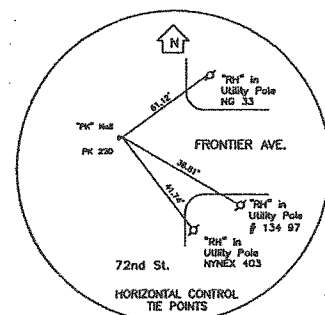 N
"RH" in
Utility Pole
NG 33
61.12'
"PK" Nail
PK 220
FRONTIER AVE.
38.81'
41.74'
"RH" in
Utility Pole
# 134 97
"RH" in
Utility Pole
NYNEX 403
72nd St.
HORIZONTAL CONTROL
TIE POINTS